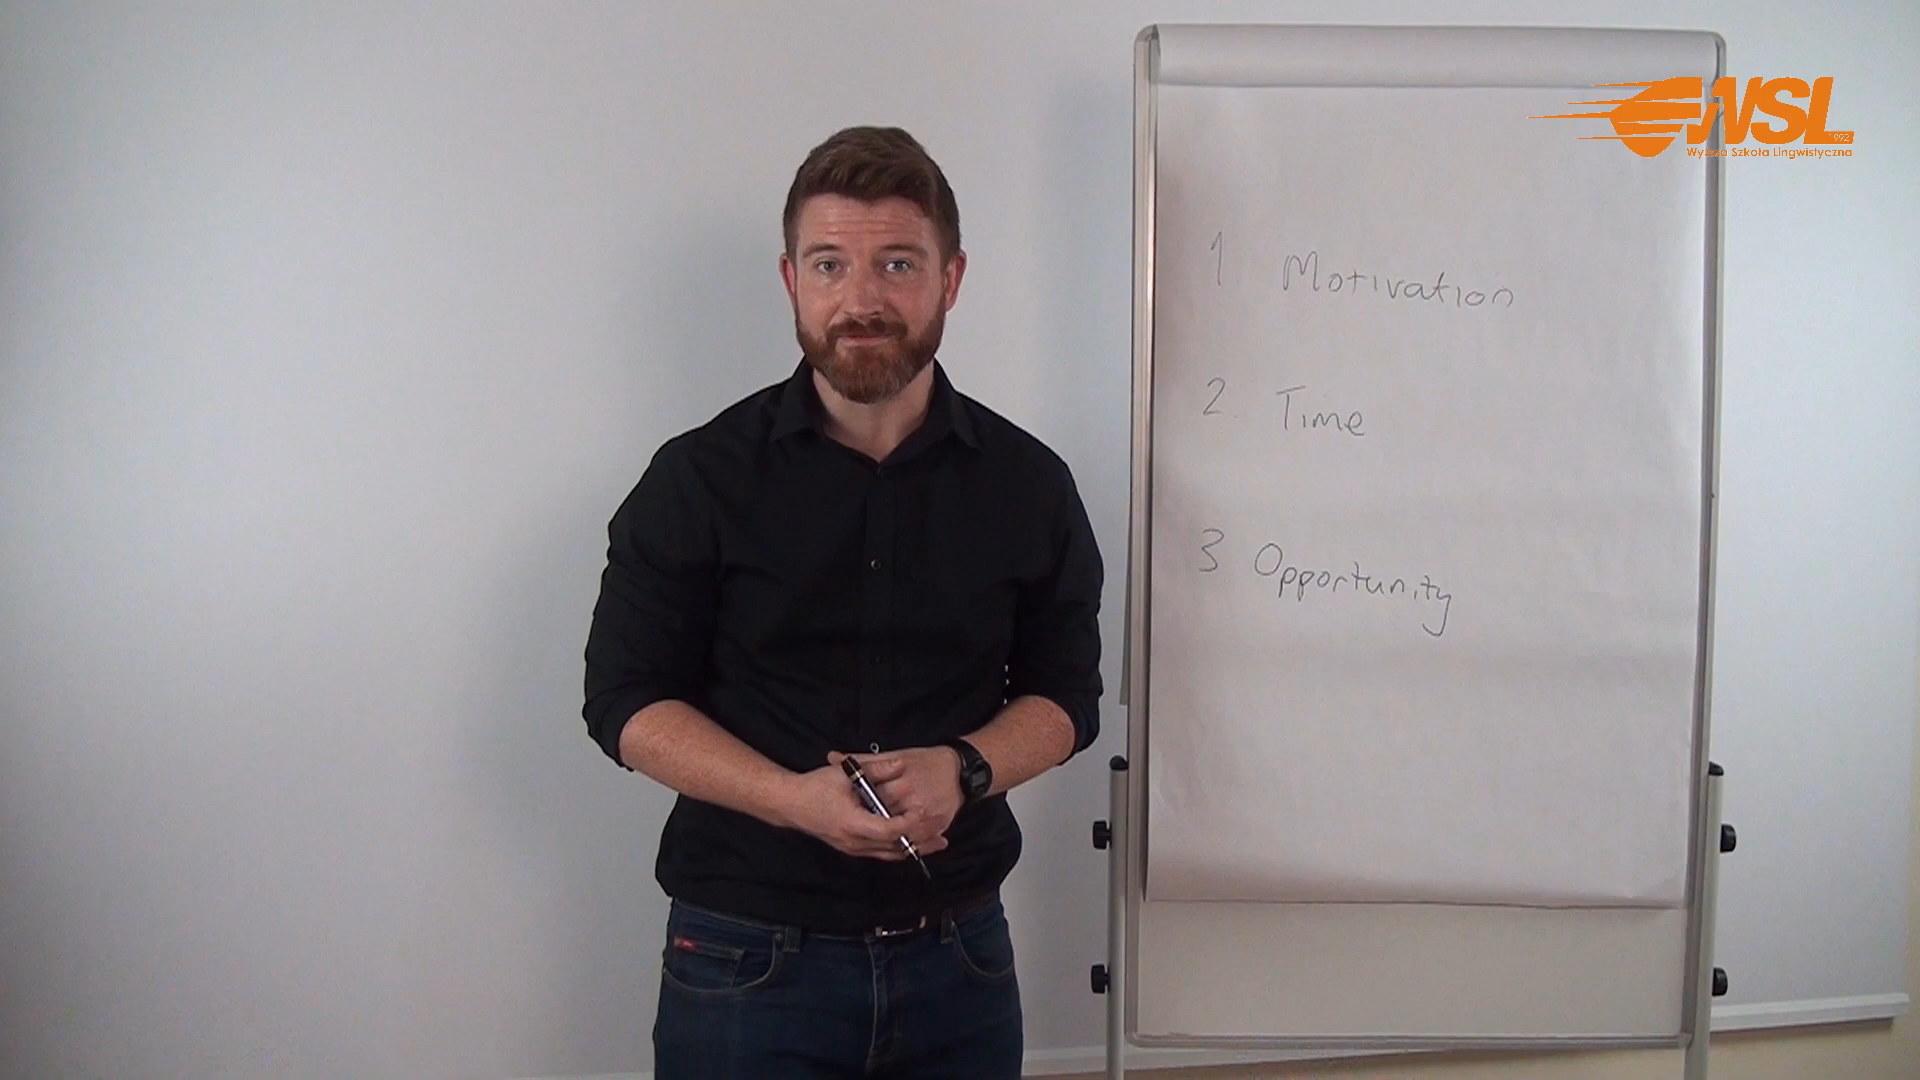 WSL
1992
Wyższa Szkoła Lingwistyczna
1 Motivation
2. Time
3 Opportunity